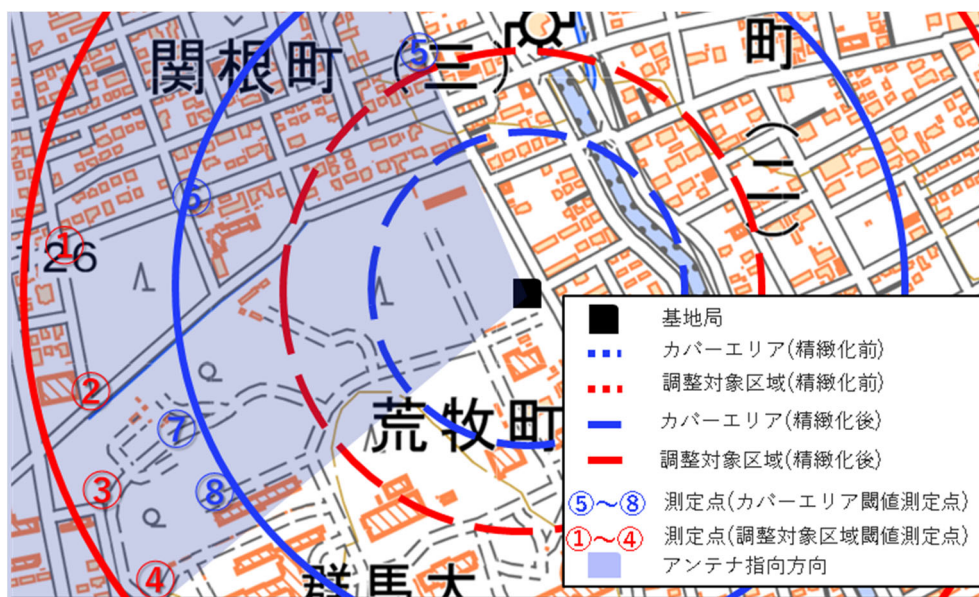 関根町(三)
⑤
町(二)
⑥
①
26
②
⑦
③
⑧
④
荒牧町
群馬大
基地局
カバーエリア(精緻化前)
調整対象区域(精緻化前)
カバーエリア(精緻化後)
調整対象区域(精緻化後)
⑤～⑧ 測定点(カバーエリア閾値測定点)
①～④ 測定点(調整対象区域閾値測定点)
アンテナ指向方向